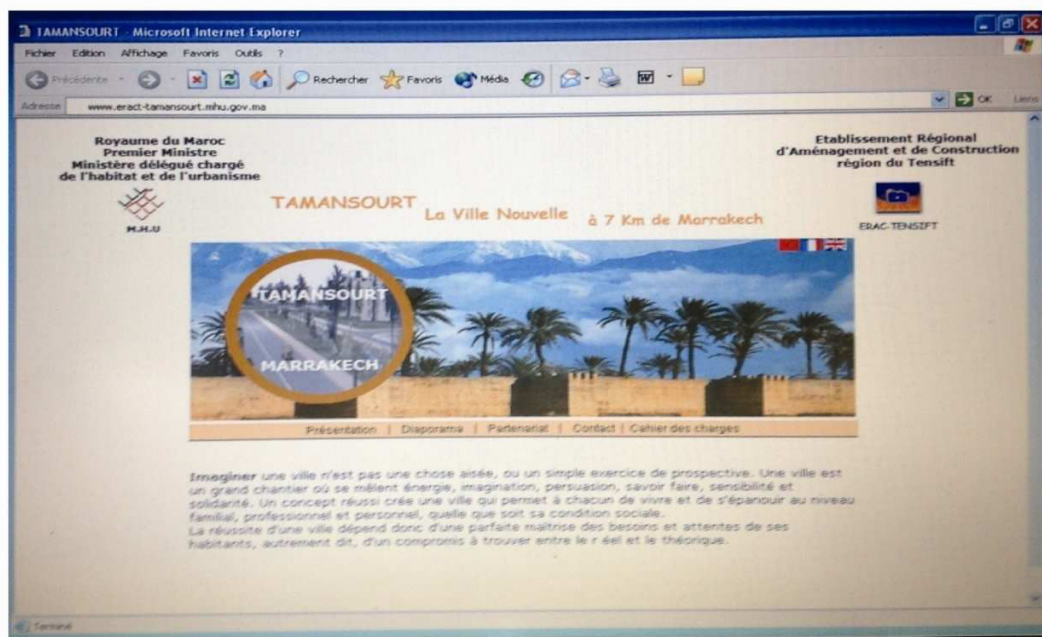 TAMANSOURT - Microsoft Internet Explorer
Fichier Edition Affichage Favoris Outils ?
Précédente Rechercher Favoris Média
Adresse www.eract-tamansourt.mhu.gov.ma OK Liens
Royaume du Maroc
Premier Ministre
Ministère délégué chargé
de l'habitat et de l'urbanisme
M.H.U
Etablissement Régional
d'Aménagement et de Construction
région du Tensift
ERAC-TENSIFT
TAMANSOURT La Ville Nouvelle à 7 Km de Marrakech
TAMANSOURT
MARRAKECH
Présentation | Diaporama | Partenariat | Contact | Cahier des charges
Imaginer une ville n'est pas une chose aisée, ou un simple exercice de prospective. Une ville est
un grand chantier où se mêlent énergie, imagination, persuasion, savoir faire, sensibilité et
solidarité. Un concept réussi crée une ville qui permet à chacun de vivre et de s'épanouir au niveau
familial, professionnel et personnel, quelle que soit sa condition sociale.
La réussite d'une ville dépend donc d'une parfaite maîtrise des besoins et attentes de ses
habitants, autrement dit, d'un compromis à trouver entre le r éel et le théorique.
Terminé